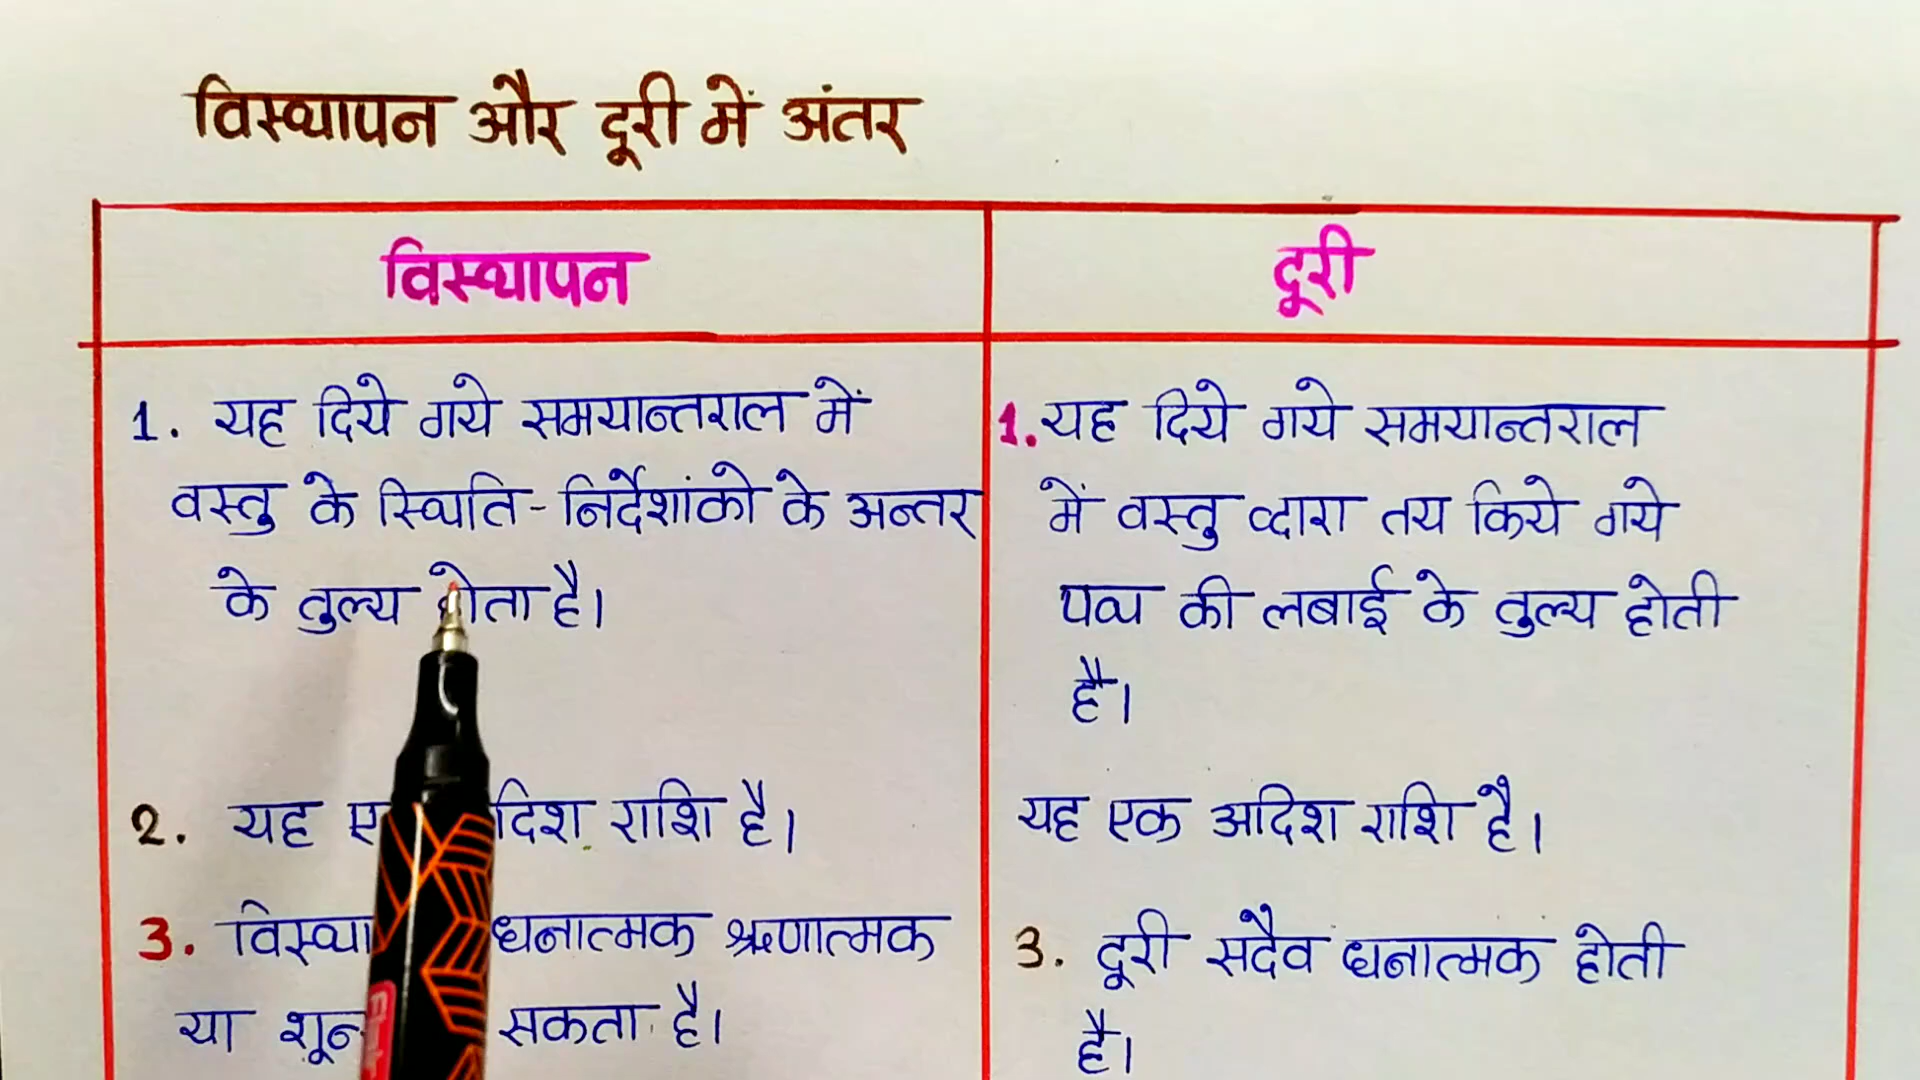 विस्थापन और दूरी में अंतर
विस्थापन
दूरी
1. यह दिये गये समयान्तराल में
वस्तु के स्थिति-निर्देशांको के अन्तर
के तुल्य होता है।
2. यह राशि है।
3. धनात्मक ऋणात्मक
या सकता है।
1. यह दिये गये समयान्तराल
में वस्तु द्वारा तय किये गये
पथ की लबाई के तुल्य होती
है।
यह एक अदिश राशि है।
3. दूरी सदैव धनात्मक होती
है।